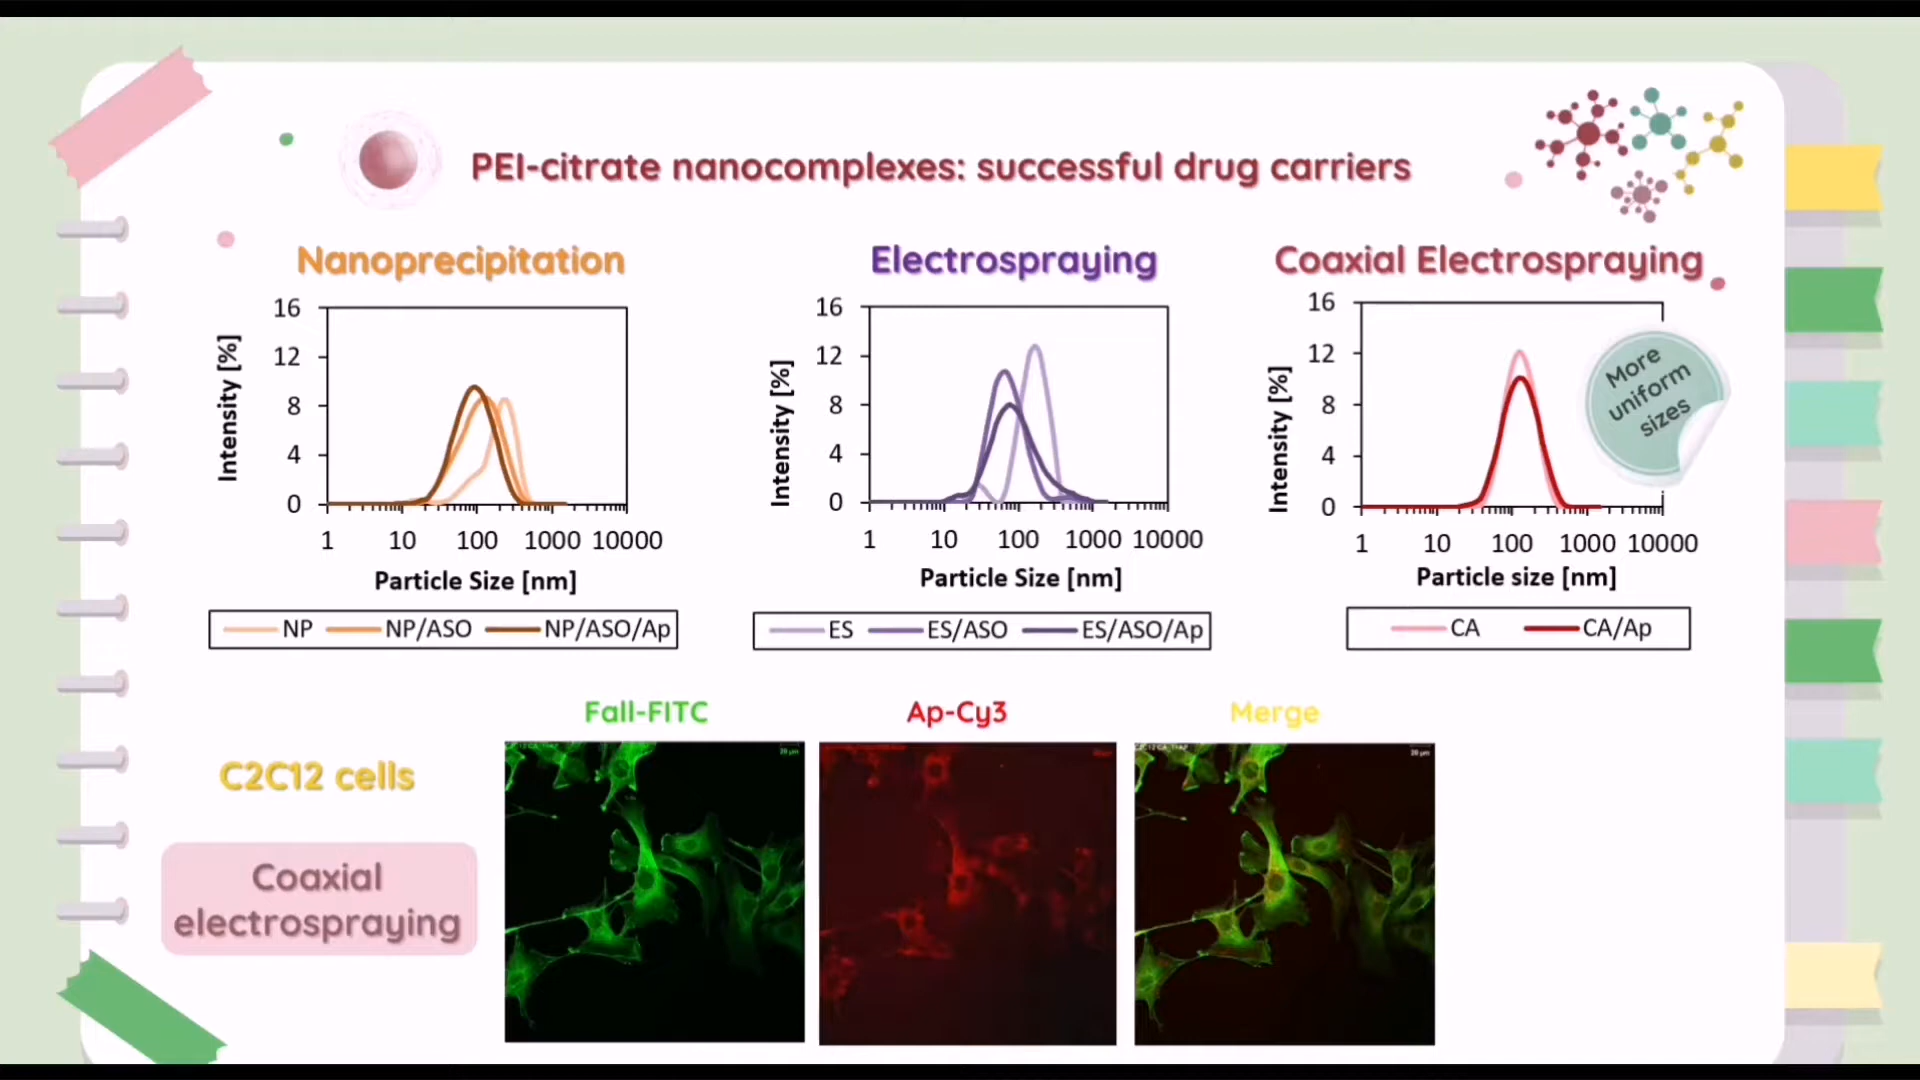 PEI-citrate nanocomplexes: successful drug carriers
Nanoprecipitation
16
12
8
4
0
Intensity [%]
1 10 100 1000 10000
Particle Size [nm]
NP NP/ASO NP/ASO/Ap
Electrospraying
16
12
8
4
0
Intensity [%]
1 10 100 1000 10000
Particle Size [nm]
ES ES/ASO ES/ASO/Ap
Coaxial Electrospraying
16
12
8
4
0
Intensity [%]
1 10 100 1000 10000
Particle size [nm]
CA CA/Ap
More
uniform
sizes
Fall-FITC Ap-Cy3 Merge
C2C12 cells
Coaxial
electrospraying
20 µm
20 µm